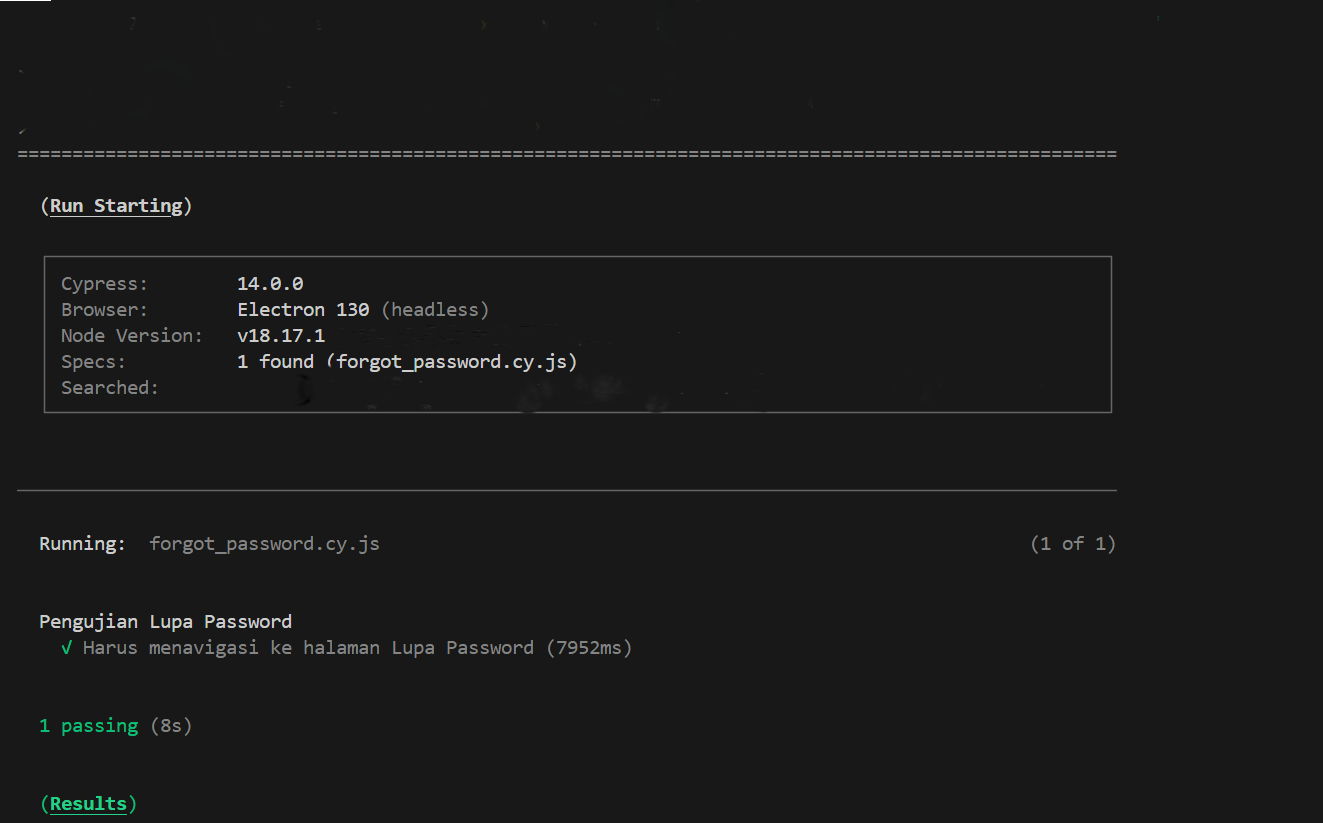 ====================================================================================================
(Run Starting)
Cypress: 14.0.0
Browser: Electron 130 (headless)
Node Version: v18.17.1
Specs: 1 found (forgot_password.cy.js)
Searched:
Running: forgot_password.cy.js (1 of 1)
Pengujian Lupa Password
√ Harus menavigasi ke halaman Lupa Password (7952ms)
1 passing (8s)
(Results)